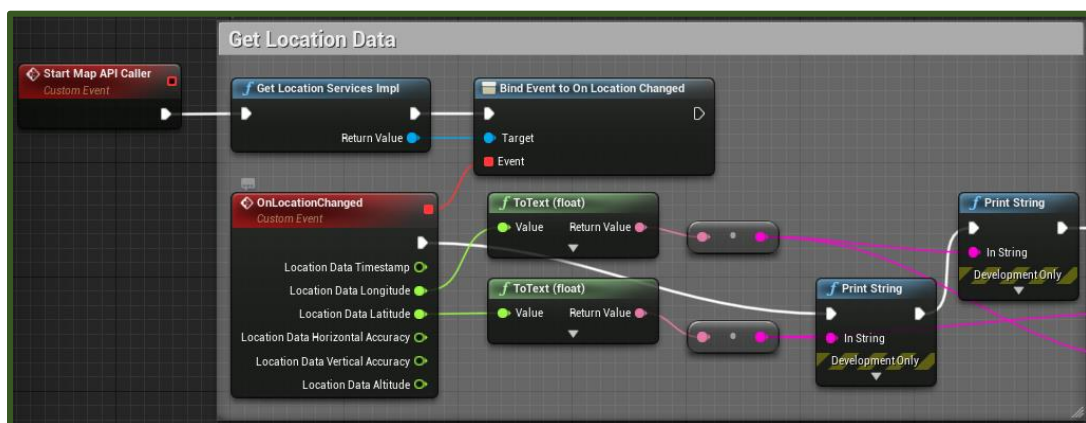 Get Location Data
Start Map API Caller
Custom Event
f Get Location Services Impl
Return Value
Bind Event to On Location Changed
Target
Event
OnLocationChanged
Custom Event
Location Data Timestamp
Location Data Longitude
Location Data Latitude
Location Data Horizontal Accuracy
Location Data Vertical Accuracy
Location Data Altitude
f ToText (float)
Value Return Value
f ToText (float)
Value Return Value
f Print String
In String
Development Only
f Print String
In String
Development Only